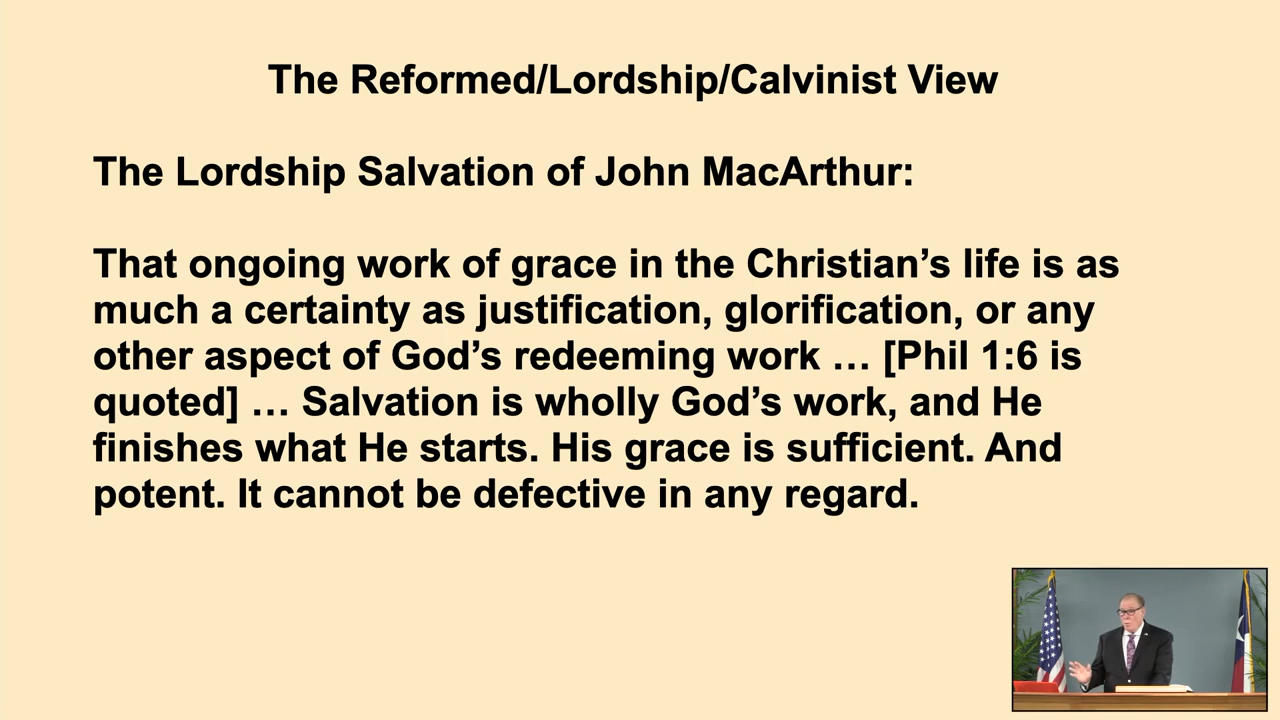 The Reformed/Lordship/Calvinist View
The Lordship Salvation of John MacArthur:
That ongoing work of grace in the Christian’s life is as
much a certainty as justification, glorification, or any
other aspect of God’s redeeming work … [Phil 1:6 is
quoted] … Salvation is wholly God’s work, and He
finishes what He starts. His grace is sufficient. And
potent. It cannot be defective in any regard.